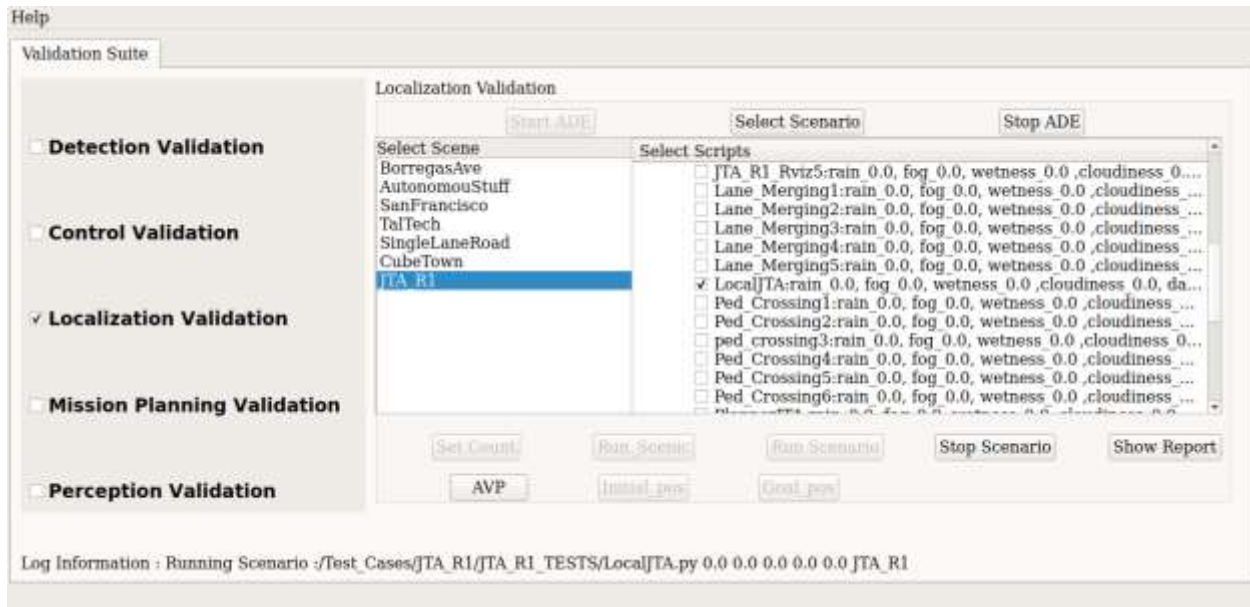 Help
Validation Suite
Localization Validation
Start ADE Select Scenario Stop ADE
Detection Validation
Control Validation
Localization Validation
Mission Planning Validation
Perception Validation
Select Scene
BorregasAve
AutonomouStuff
SanFrancisco
TalTech
SingleLaneRoad
CubeTown
JTA_R1
Select Scripts
JTA_R1_Rviz5:rain_0.0, fog_0.0, wetness_0.0 ,cloudiness_0....
Lane_Merging1:rain_0.0, fog_0.0, wetness_0.0 ,cloudiness_...
Lane_Merging2:rain_0.0, fog_0.0, wetness_0.0 ,cloudiness_...
Lane_Merging3:rain_0.0, fog_0.0, wetness_0.0 ,cloudiness_...
Lane_Merging4:rain_0.0, fog_0.0, wetness_0.0 ,cloudiness_...
Lane_Merging5:rain_0.0, fog_0.0, wetness_0.0 ,cloudiness_...
LocalJTA:rain_0.0, fog_0.0, wetness_0.0 ,cloudiness_0.0, da...
Ped_Crossing1:rain_0.0, fog_0.0, wetness_0.0 ,cloudiness_...
Ped_Crossing2:rain_0.0, fog_0.0, wetness_0.0 ,cloudiness_...
ped_crossing3:rain_0.0, fog_0.0, wetness_0.0 ,cloudiness_0...
Ped_Crossing4:rain_0.0, fog_0.0, wetness_0.0 ,cloudiness_...
Ped_Crossing5:rain_0.0, fog_0.0, wetness_0.0 ,cloudiness_...
Ped_Crossing6:rain_0.0, fog_0.0, wetness_0.0 ,cloudiness_...
Set Count Run_Scenic Run Scenario Stop Scenario Show Report
AVP Initial_pos Goal_pos
Log Information : Running Scenario :/Test_Cases/JTA_R1/JTA_R1_TESTS/LocalJTA.py 0.0 0.0 0.0 0.0 0.0 0.0 JTA_R1